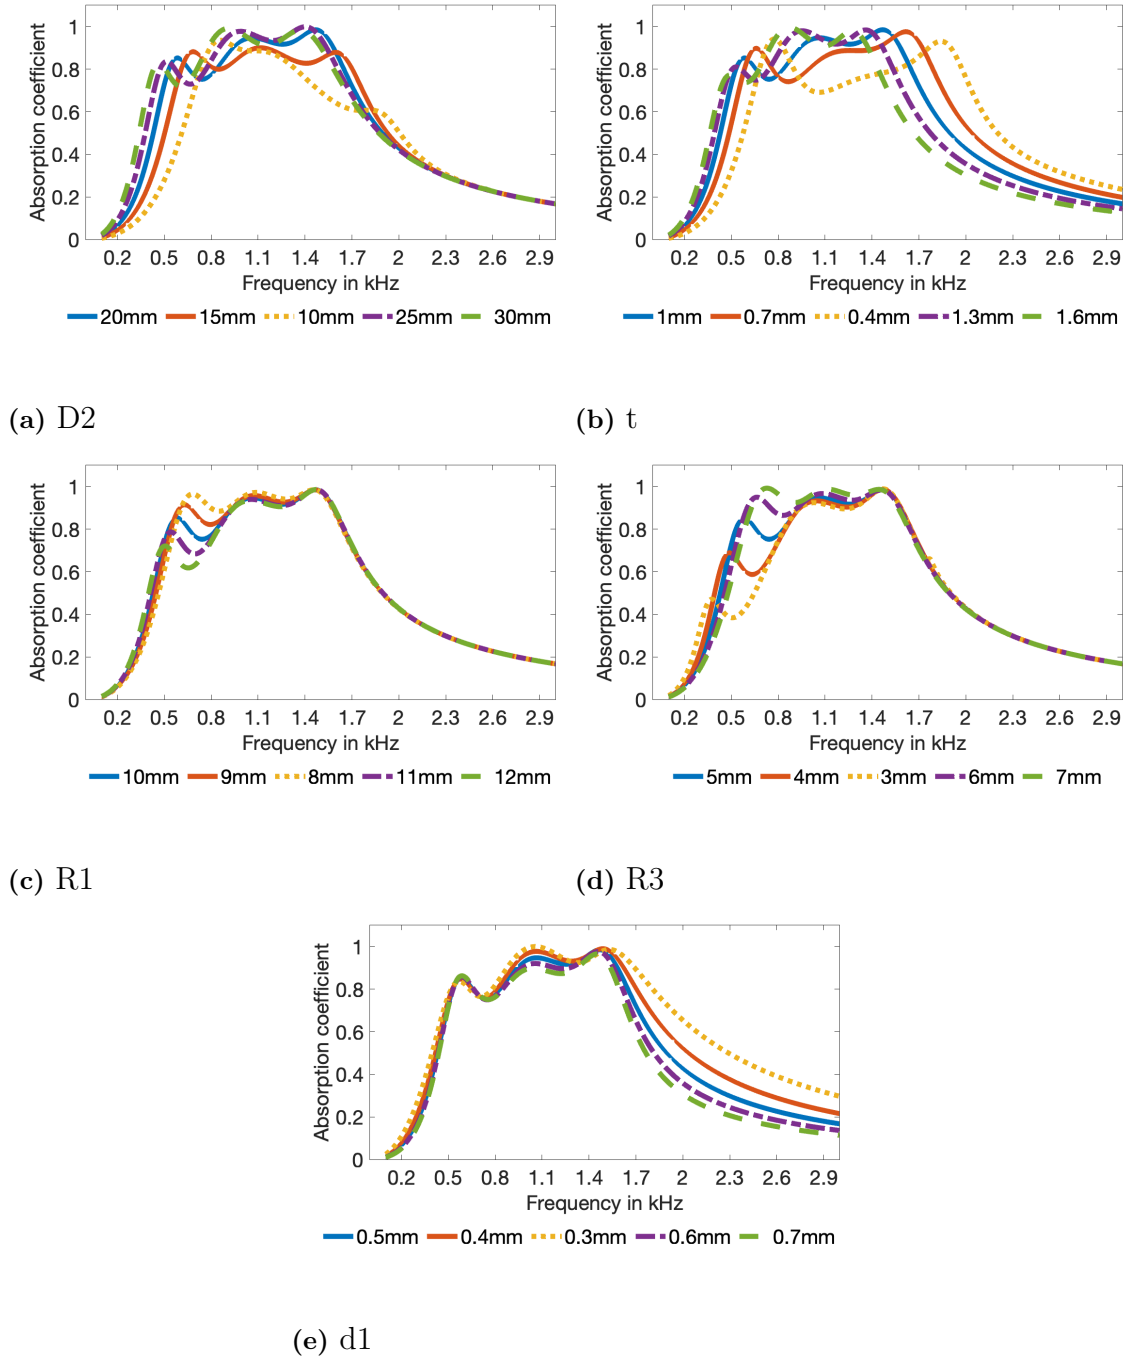 Absorption coefficient
1
0.8
0.6
0.4
0.2
0
0.2 0.5 0.8 1.1 1.4 1.7 2 2.3 2.6 2.9
Frequency in kHz
20mm 15mm 10mm 25mm 30mm
(a) D2
Absorption coefficient
1
0.8
0.6
0.4
0.2
0
0.2 0.5 0.8 1.1 1.4 1.7 2 2.3 2.6 2.9
Frequency in kHz
1mm 0.7mm 0.4mm 1.3mm 1.6mm
(b) t
Absorption coefficient
1
0.8
0.6
0.4
0.2
0
0.2 0.5 0.8 1.1 1.4 1.7 2 2.3 2.6 2.9
Frequency in kHz
10mm 9mm 8mm 11mm 12mm
(c) R1
Absorption coefficient
1
0.8
0.6
0.4
0.2
0
0.2 0.5 0.8 1.1 1.4 1.7 2 2.3 2.6 2.9
Frequency in kHz
5mm 4mm 3mm 6mm 7mm
(d) R3
Absorption coefficient
1
0.8
0.6
0.4
0.2
0
0.2 0.5 0.8 1.1 1.4 1.7 2 2.3 2.6 2.9
Frequency in kHz
0.5mm 0.4mm 0.3mm 0.6mm 0.7mm
(e) d1